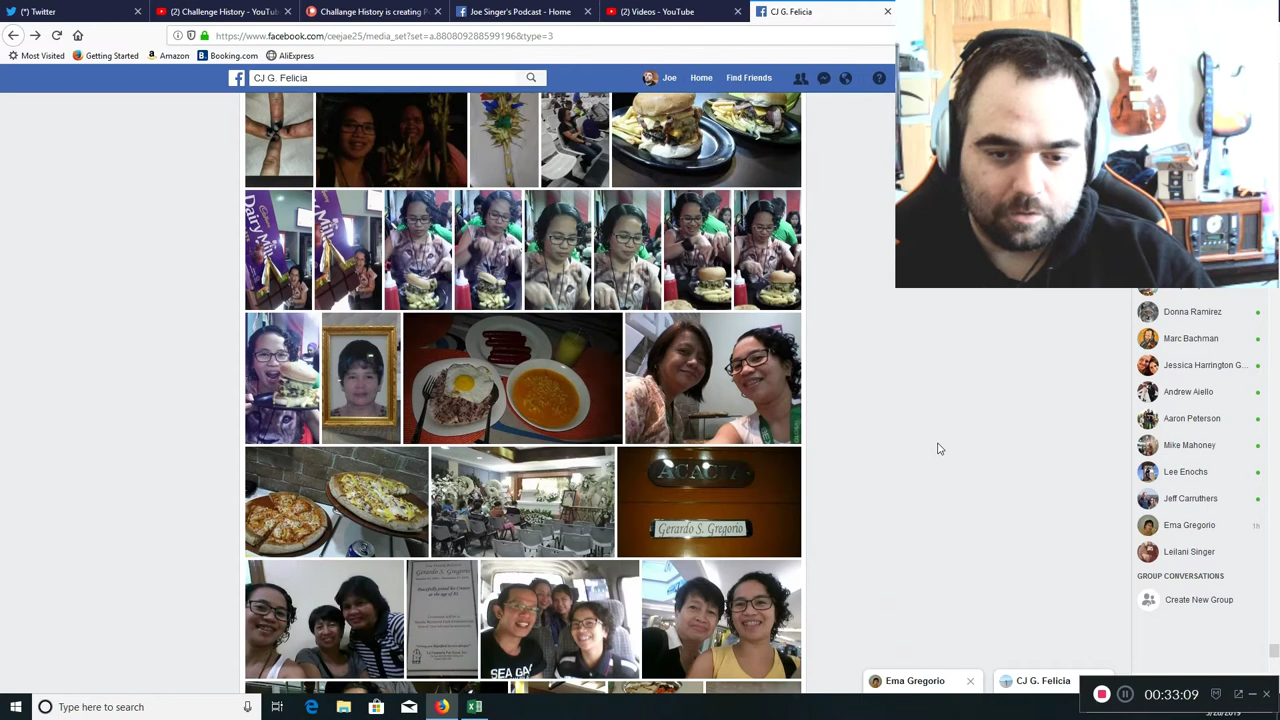 (*) Twitter
(2) Challenge History - YouTub
Challange History is creating P
Joe Singer's Podcast - Home
(2) Videos - YouTube
CJ G. Felicia
https://www.facebook.com/ceejae25/media_set?set=a.880809288599196&type=3
Most Visited
Getting Started
Amazon
Booking.com
AliExpress
CJ G. Felicia
Joe
Home
Find Friends
Dairy Milk
Donna Ramirez
Marc Bachman
Jessica Harrington G...
Andrew Aiello
Aaron Peterson
Mike Mahoney
Lee Enochs
Jeff Carruthers
Ema Gregorio 1h
Leilani Singer
GROUP CONVERSATIONS
Create New Group
ACACIA
Gerardo S. Gregorio
Gerardo S. Gregorio
SEA GAY
Ema Gregorio
CJ G. Felicia
Type here to search
00:33:09